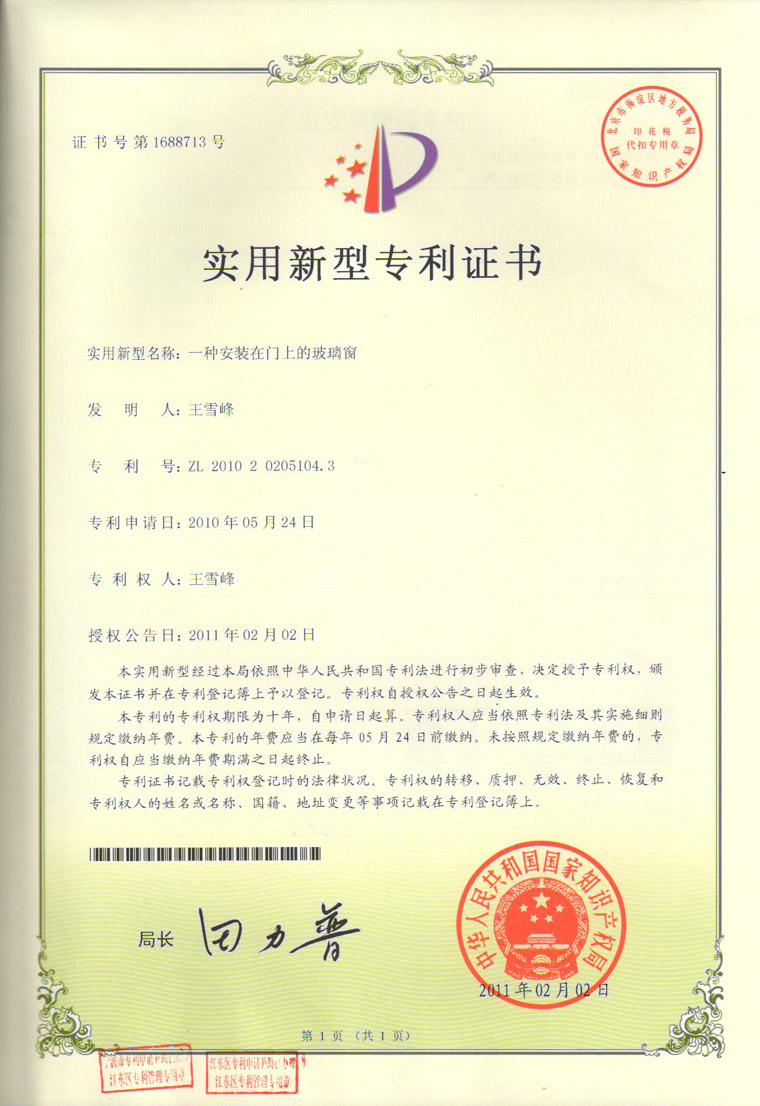 证书号第1688713号
北京市海淀区地方税务局
印花税
代扣专用章
国家知识产权局
实用新型专利证书
实用新型名称：一种安装在门上的玻璃窗
发明人：王雪峰
专利号：ZL 2010 2 0205104.3
专利申请日：2010年05月24日
专利权人：王雪峰
授权公告日：2011年02月02日
本实用新型经过本局依照中华人民共和国专利法进行初步审查，决定授予专利权，颁
发本证书并在专利登记簿上予以登记。专利权自授权公告之日起生效。
本专利的专利权期限为十年，自申请日起算。专利权人应当依照专利法及其实施细则
规定缴纳年费。本专利的年费应当在每年05月24日前缴纳。未按照规定缴纳年费的，专
利权自应当缴纳年费期满之日起终止。
专利证书记载专利权登记时的法律状况。专利权的转移、质押、无效、终止、恢复和
专利权人的姓名或名称、国籍、地址变更等事项记载在专利登记簿上。
局长 田力普
中华人民共和国国家知识产权局
2011年02月02日
第1页（共1页）
市专利申请补助
江东区专利管理专用章
江东区专利申请补助已办理
江东区专利管理专用章